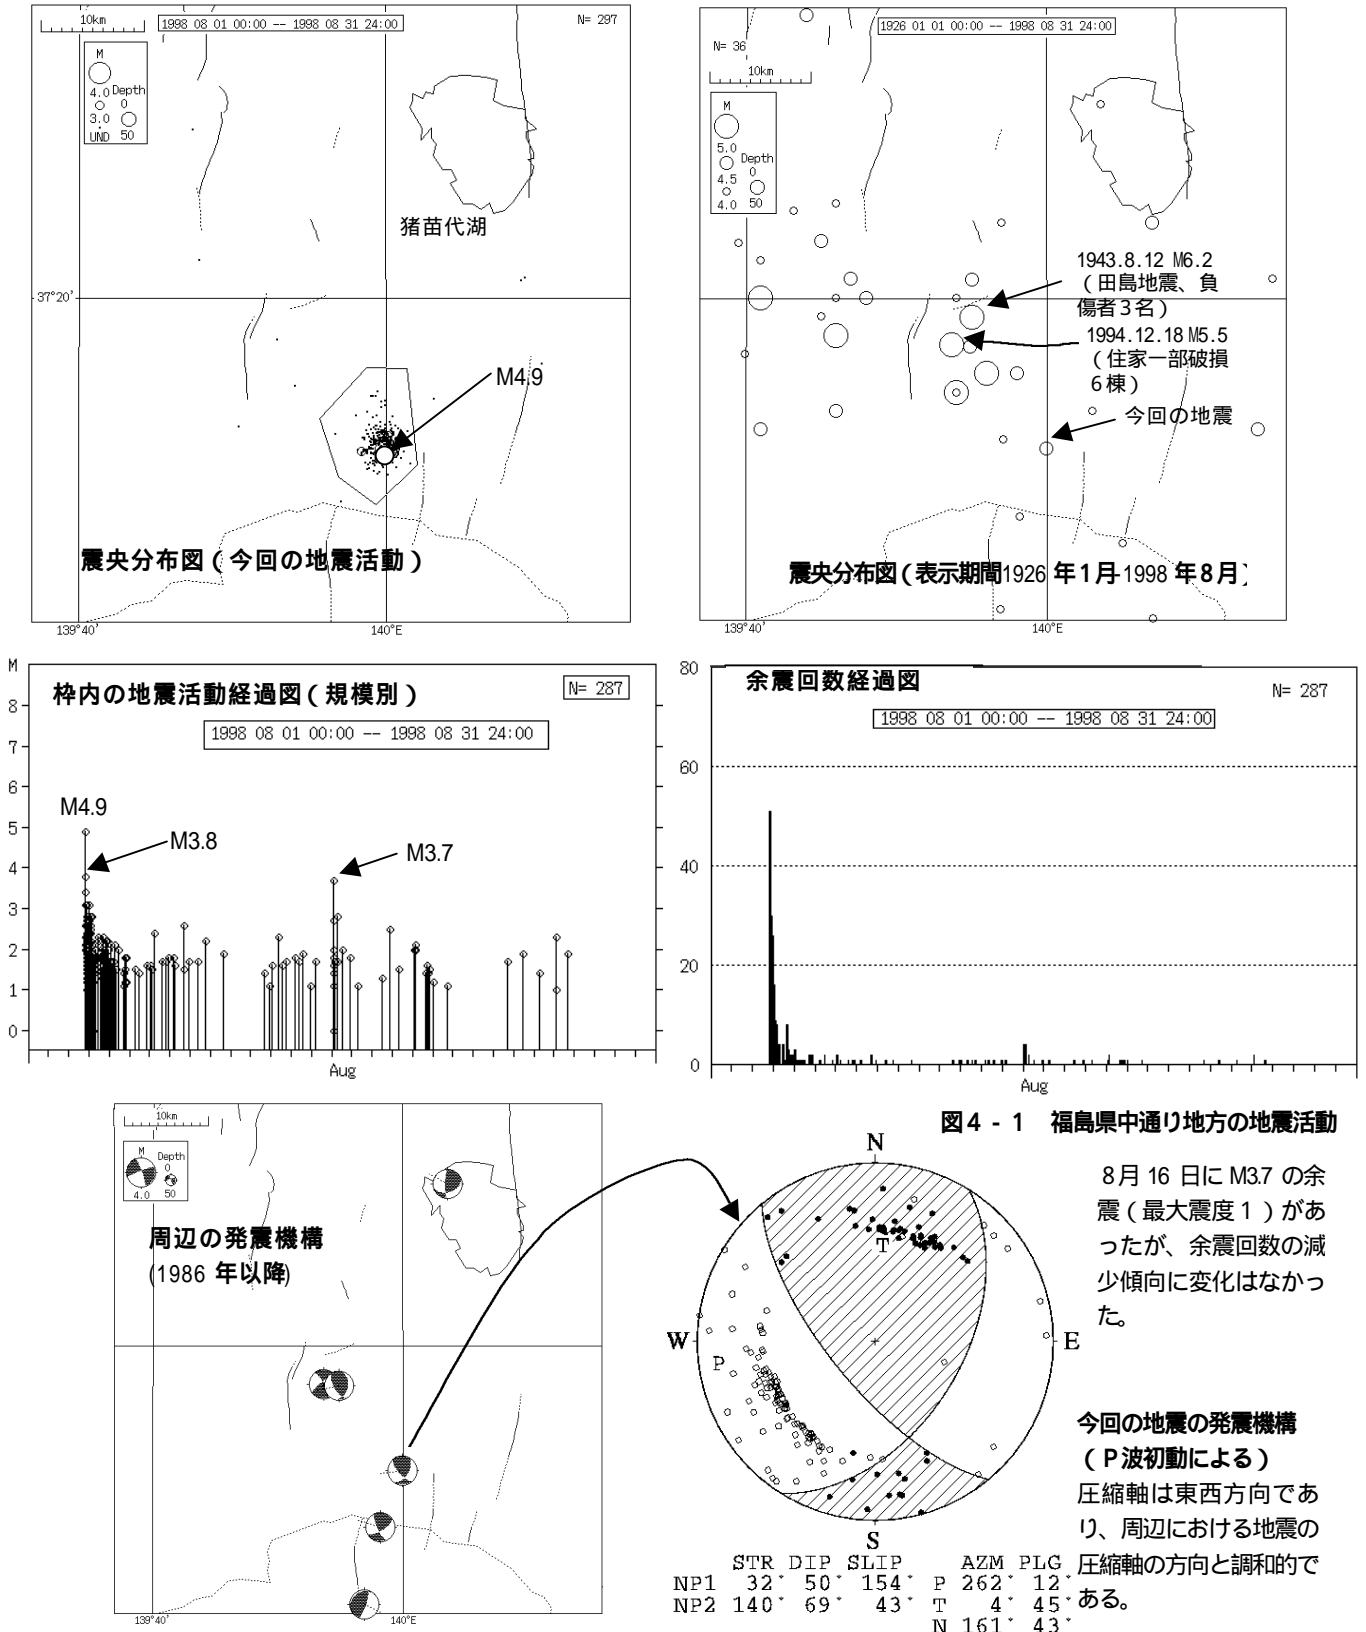 10km
1998 08 01 00:00 -- 1998 08 31 24:00
N= 297
M
4.0
3.0
UND
Depth
0
50
猪苗代湖
37°20'
M4.9
震央分布図(今回の地震活動)
139°40'
140°E
1926 01 01 00:00 -- 1998 08 31 24:00
N= 36
10km
M
5.0
4.5
4.0
Depth
0
50
1943.8.12 M6.2
(田島地震、負
傷者3名)
1994.12.18 M5.5
(住家一部破損
6棟)
今回の地震
震央分布図(表示期間1926 年1月-1998 年8月)
139°40'
140°E
M
枠内の地震活動経過図(規模別)
N= 287
1998 08 01 00:00 -- 1998 08 31 24:00
8
7
6
5
4
3
2
1
0
M4.9
M3.8
M3.7
Aug
余震回数経過図
N= 287
1998 08 01 00:00 -- 1998 08 31 24:00
80
60
40
20
0
Aug
10km
M
4.0
Depth
0
50
周辺の発震機構
(1986 年以降)
139°40'
140°E
図4-1 福島県中通り地方の地震活動
8月 16 日に M3.7 の余
震(最大震度1)があ
ったが、余震回数の減
少傾向に変化はなかっ
た。
N
T
W
P
E
S
今回の地震の発震機構
(P波初動による)
圧縮軸は東西方向であ
り、周辺における地震の
圧縮軸の方向と調和的で
ある。
STR DIP SLIP AZM PLG
NP1 32° 50° 154° P 262° 12°
NP2 140° 69° 43° T 4° 45°
N 161° 43°